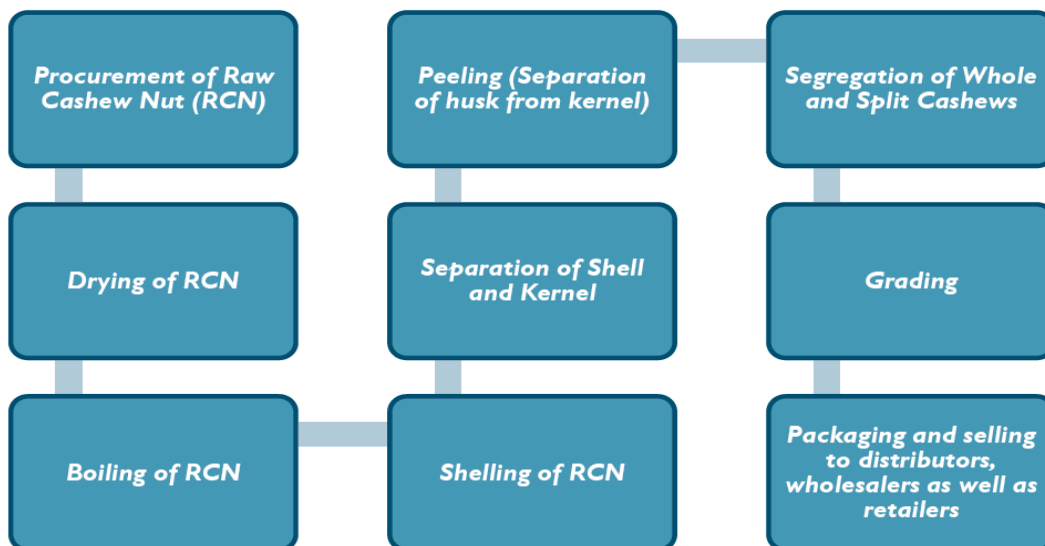 Procurement of Raw
Cashew Nut (RCN)
Drying of RCN
Boiling of RCN
Shelling of RCN
Separation of Shell
and Kernel
Peeling (Separation
of husk from kernel)
Segregation of Whole
and Split Cashews
Grading
Packaging and selling
to distributors,
wholesalers as well as
retailers